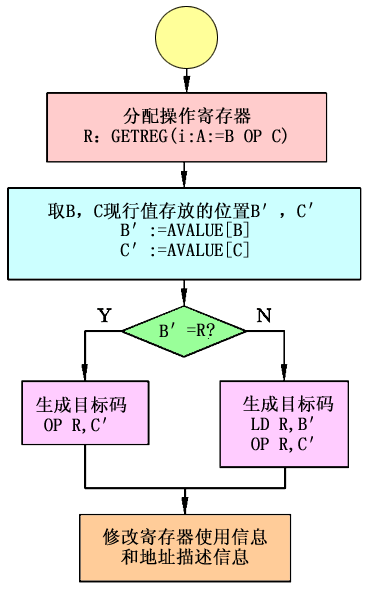 分配操作寄存器
R: GETREG(i:A:=B OP C)
取B，C现行值存放的位置B′，C′
B′:=AVALUE[B]
C′:=AVALUE[C]
B′=R?
Y
N
生成目标码
OP R,C′
生成目标码
LD R,B′
OP R,C′
修改寄存器使用信息
和地址描述信息